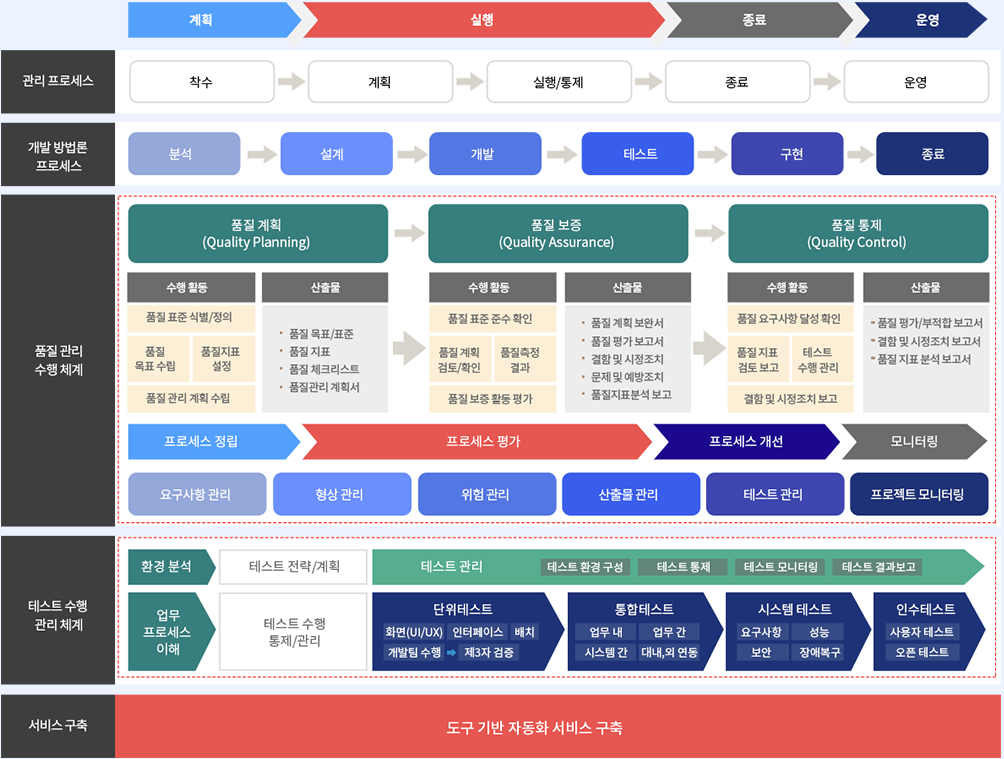 계획
실행
종료
운영
관리 프로세스
착수
계획
실행/통제
종료
운영
개발 방법론
프로세스
분석
설계
개발
테스트
구현
종료
품질 관리
수행 체계
품질 계획
(Quality Planning)
품질 보증
(Quality Assurance)
품질 통제
(Quality Control)
수행 활동
품질 표준 식별/정의
품질
목표 수립
품질지표
설정
품질 관리 계획 수립
산출물
· 품질 목표/표준
· 품질 지표
· 품질 체크리스트
· 품질관리 계획서
수행 활동
품질 표준 준수 확인
품질 계획
검토/확인
품질측정
결과
품질 보증 활동 평가
산출물
· 품질 계획 보완서
· 품질 평가 보고서
· 결함 및 시정조치
· 문제 및 예방조치
· 품질지표분석 보고
수행 활동
품질 요구사항 달성 확인
품질 지표
검토 보고
테스트
수행 관리
결함 및 시정조치 보고
산출물
- 품질 평가/부적합 보고서
- 결함 및 시정조치 보고서
- 품질 지표 분석 보고서
프로세스 정립
프로세스 평가
프로세스 개선
모니터링
요구사항 관리
형상 관리
위험 관리
산출물 관리
테스트 관리
프로젝트 모니터링
테스트 수행
관리 체계
환경 분석
테스트 전략/계획
테스트 관리
테스트 환경 구성
테스트 통제
테스트 모니터링
테스트 결과보고
업무
프로세스
이해
테스트 수행
통제/관리
단위테스트
화면(UI/UX)
인터페이스
배치
개발팀 수행
제3자 검증
통합테스트
업무 내
업무 간
시스템 간
대내,외 연동
시스템 테스트
요구사항
성능
보안
장애복구
인수테스트
사용자 테스트
오픈 테스트
서비스 구축
도구 기반 자동화 서비스 구축